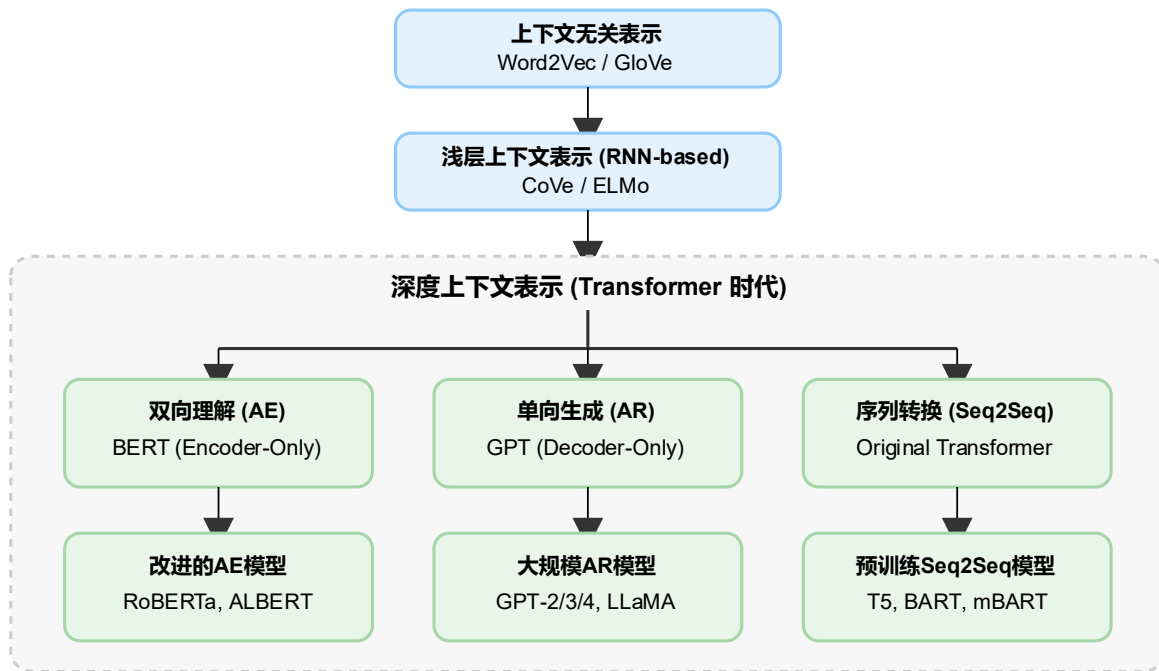 上下文无关表示
Word2Vec / GloVe
浅层上下文表示 (RNN-based)
CoVe / ELMo
深度上下文表示 (Transformer 时代)
双向理解 (AE)
BERT (Encoder-Only)
单向生成 (AR)
GPT (Decoder-Only)
序列转换 (Seq2Seq)
Original Transformer
改进的AE模型
RoBERTa, ALBERT
大规模AR模型
GPT-2/3/4, LLaMA
预训练Seq2Seq模型
T5, BART, mBART